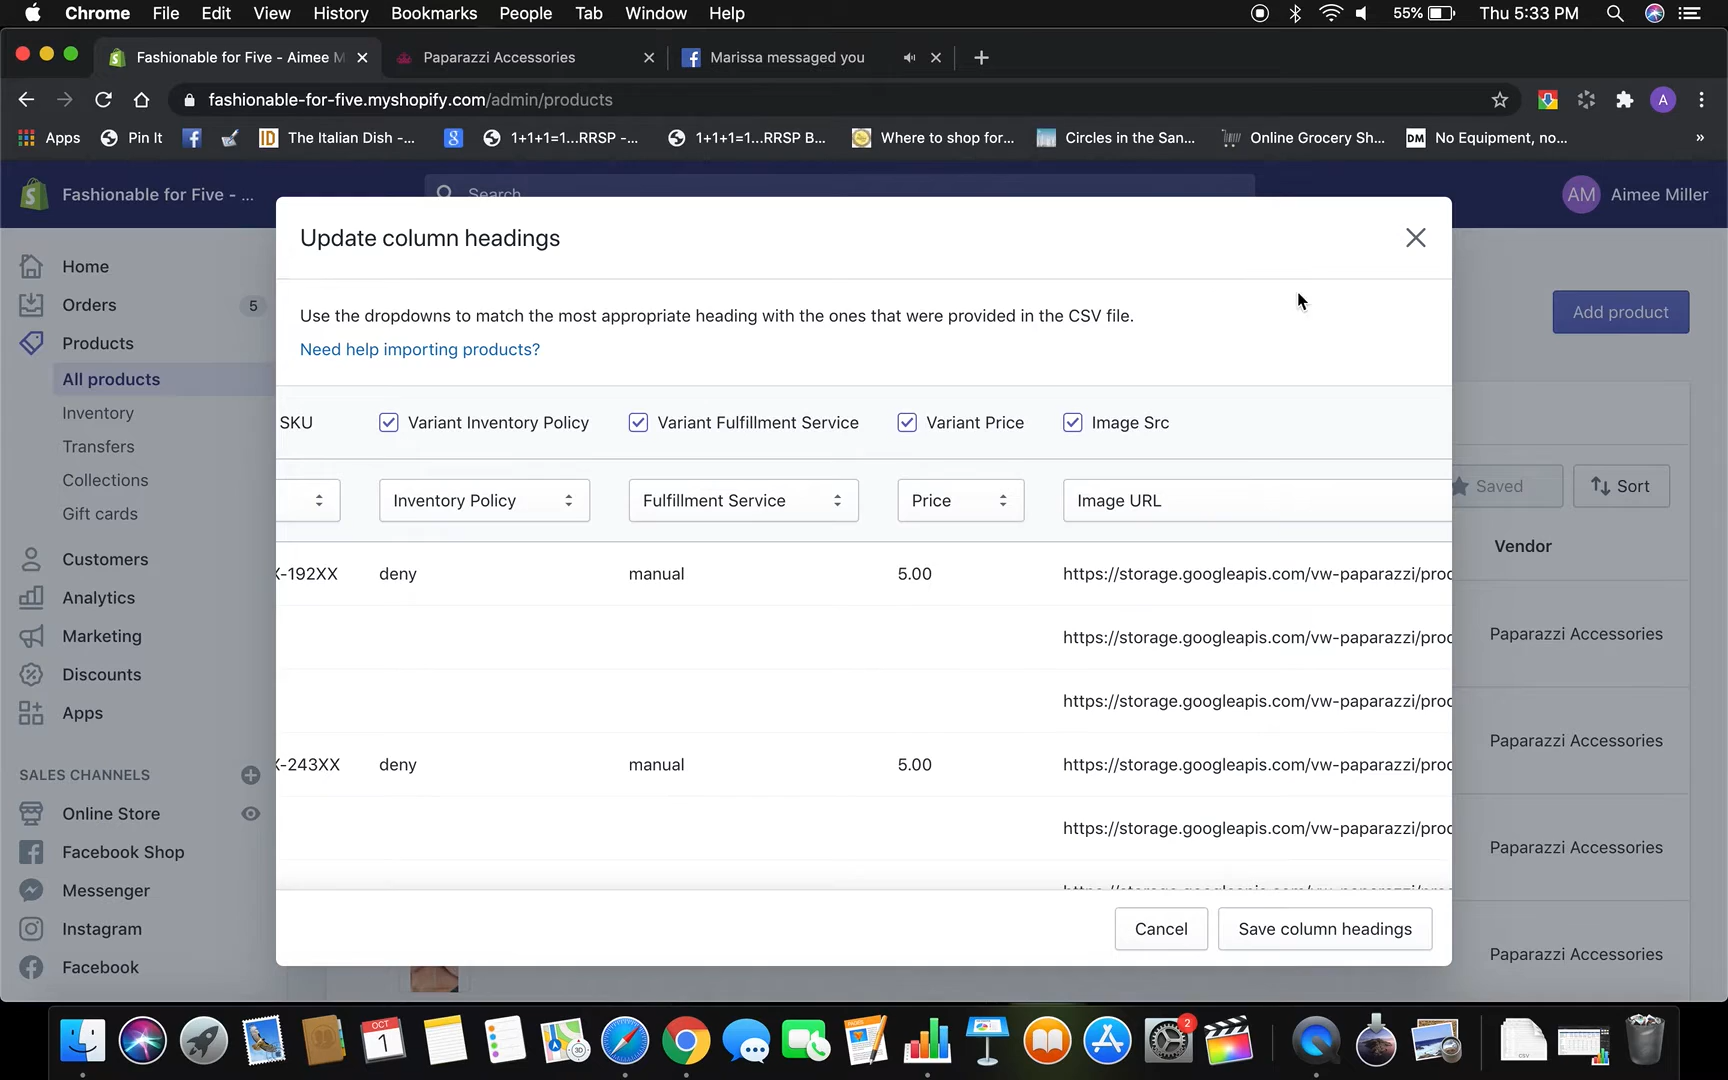 Chrome File Edit View History Bookmarks People Tab Window Help 55% Thu 5:33 PM
Fashionable for Five - Aimee M
Paparazzi Accessories
Marissa messaged you
fashionable-for-five.myshopify.com/admin/products
A
Apps Pin It ID The Italian Dish -... 1+1+1=1...RRSP -... 1+1+1=1...RRSP B... Where to shop for... Circles in the San... Online Grocery Sh... DM No Equipment, no... »
Fashionable for Five - ...
Search
AM Aimee Miller
Home
Orders 5
Products
All products
Inventory
Transfers
Collections
Gift cards
Customers
Analytics
Marketing
Discounts
Apps
SALES CHANNELS
Online Store
Facebook Shop
Messenger
Instagram
Facebook
Update column headings
Use the dropdowns to match the most appropriate heading with the ones that were provided in the CSV file.
Need help importing products?
SKU Variant Inventory Policy Variant Fulfillment Service Variant Price Image Src
Inventory Policy Fulfillment Service Price Image URL
-192XX deny manual 5.00 https://storage.googleapis.com/vw-paparazzi/proc
https://storage.googleapis.com/vw-paparazzi/proc
https://storage.googleapis.com/vw-paparazzi/proc
-243XX deny manual 5.00 https://storage.googleapis.com/vw-paparazzi/proc
https://storage.googleapis.com/vw-paparazzi/proc
Cancel Save column headings
Add product
Saved Sort
Vendor
Paparazzi Accessories
Paparazzi Accessories
Paparazzi Accessories
Paparazzi Accessories
OCT
1
3D
PAGES
2
CSV